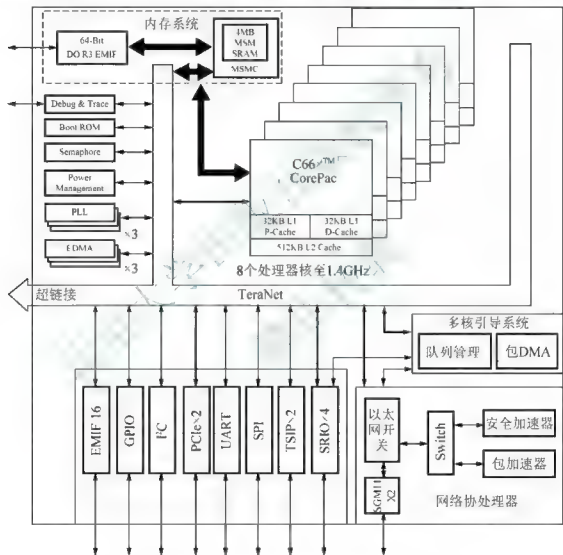 内存系统
64-Bit
DO R3 EMIF
4MB
MSM
SRAM
MSMC
Debug & Trace
Boot ROM
Semaphore
Power
Management
PLL
×3
EDMA
×3
C66x™
CorePac
32KB L1
P-Cache
32KB L1
D-Cache
512KB L2 Cache
8个处理器核至1.4GHz
超链接
TeraNet
多核引导系统
队列管理
包DMA
EMIF 16
GPIO
I²C
PCIe×2
UART
SPI
TSIP×2
SRIO×4
以太
网开
关
Switch
安全加速器
包加速器
SGMII
X2
网络协处理器